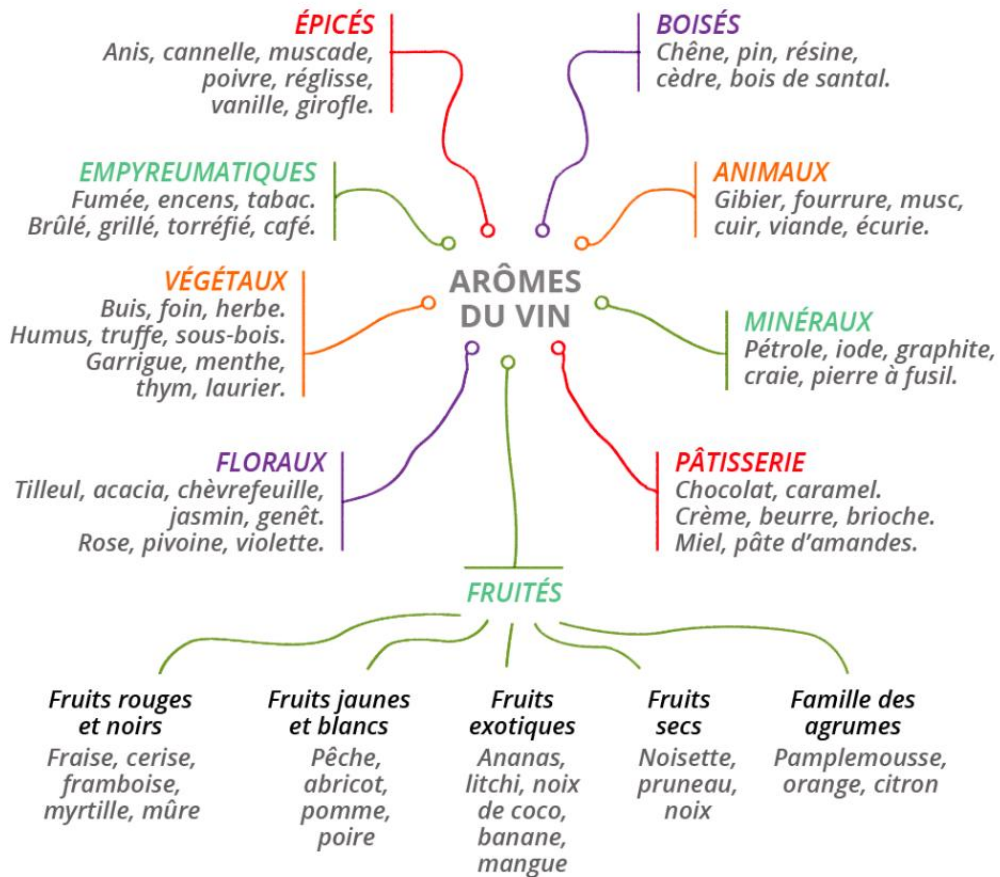 ÉPICÉS
Anis, cannelle, muscade,
poivre, réglisse,
vanille, girofle.
BOISÉS
Chêne, pin, résine,
cèdre, bois de santal.
EMPYREUMATIQUES
Fumée, encens, tabac.
Brûlé, grillé, torréfié, café.
ANIMAUX
Gibier, fourrure, musc,
cuir, viande, écurie.
ARÔMES
DU VIN
VÉGÉTAUX
Buis, foin, herbe.
Humus, truffe, sous-bois.
Garrigue, menthe,
thym, laurier.
MINÉRAUX
Pétrole, iode, graphite,
craie, pierre à fusil.
FLORAUX
Tilleul, acacia, chèvrefeuille,
jasmin, genêt.
Rose, pivoine, violette.
PÂTISSERIE
Chocolat, caramel.
Crème, beurre, brioche.
Miel, pâte d’amandes.
FRUITÉS
Fruits rouges
et noirs
Fraise, cerise,
framboise,
myrtille, mûre
Fruits jaunes
et blancs
Pêche,
abricot,
pomme,
poire
Fruits
exotiques
Ananas,
litchi, noix
de coco,
banane,
mangue
Fruits
secs
Noisette,
pruneau,
noix
Famille des
agrumes
Pamplemousse,
orange, citron